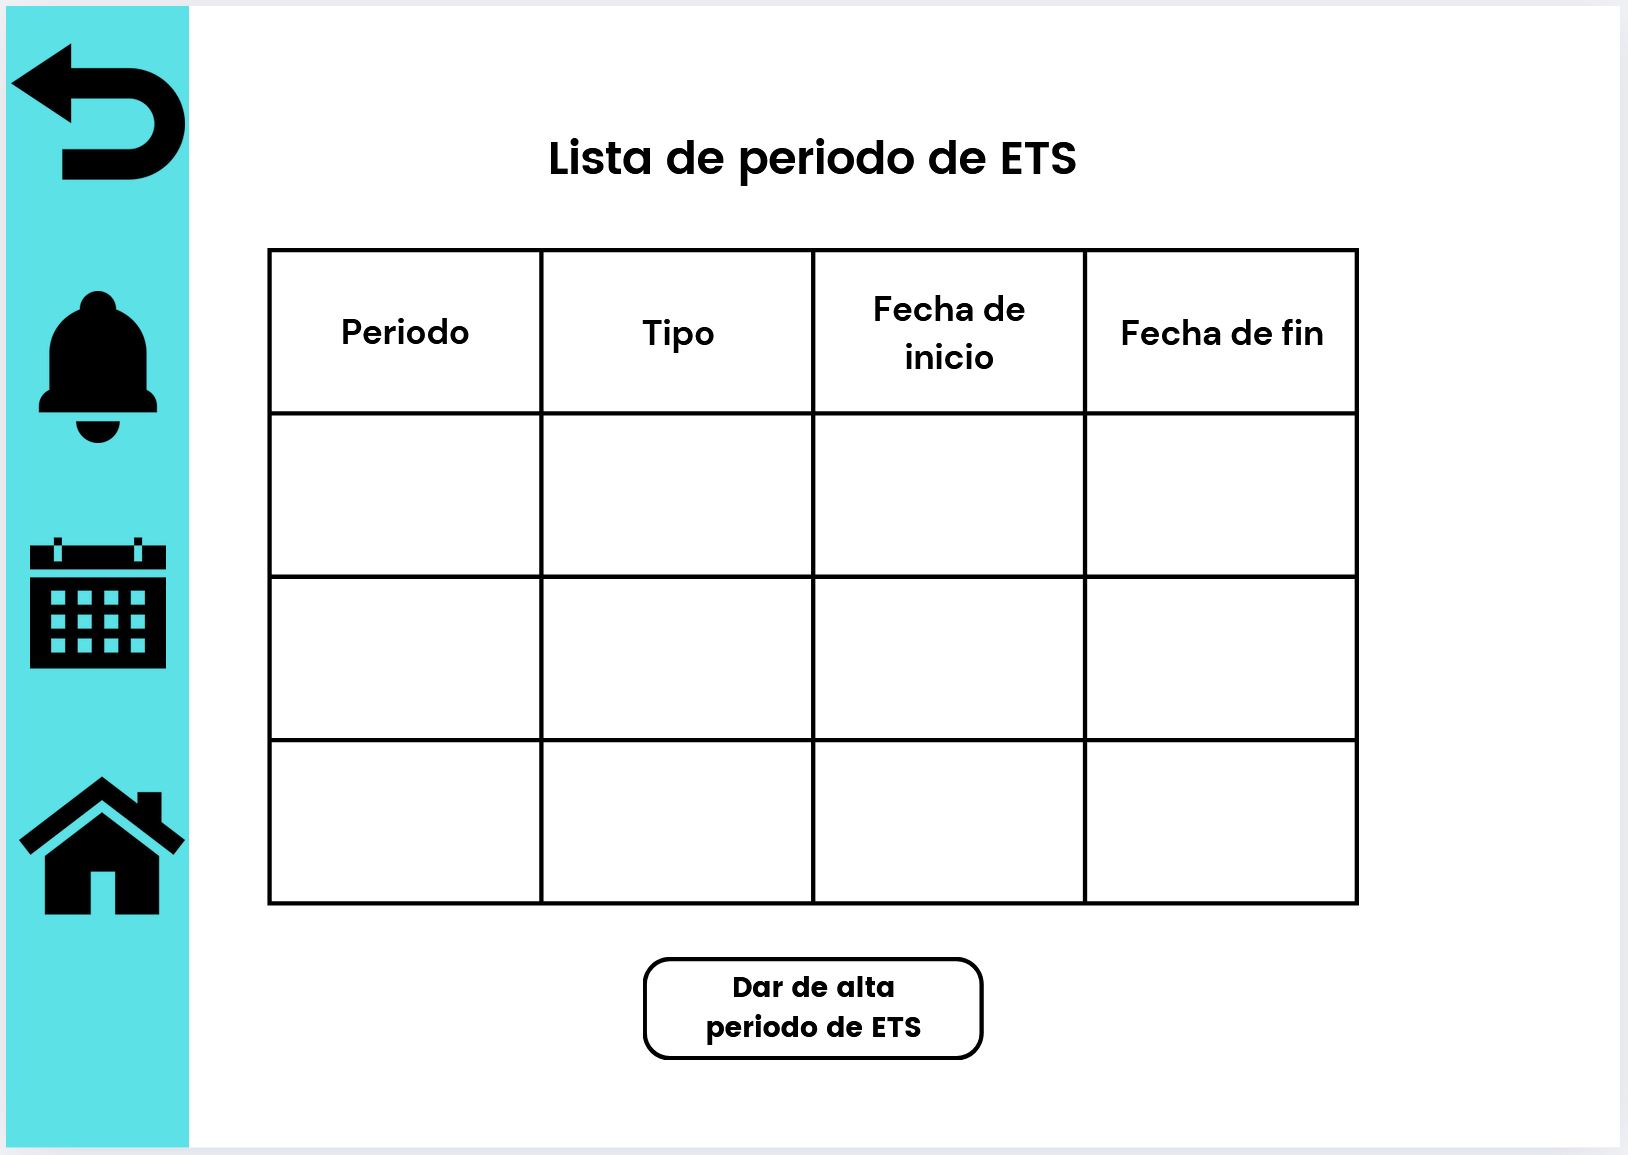 Lista de periodo de ETS
Periodo
Tipo
Fecha de
inicio
Fecha de fin
Dar de alta
periodo de ETS